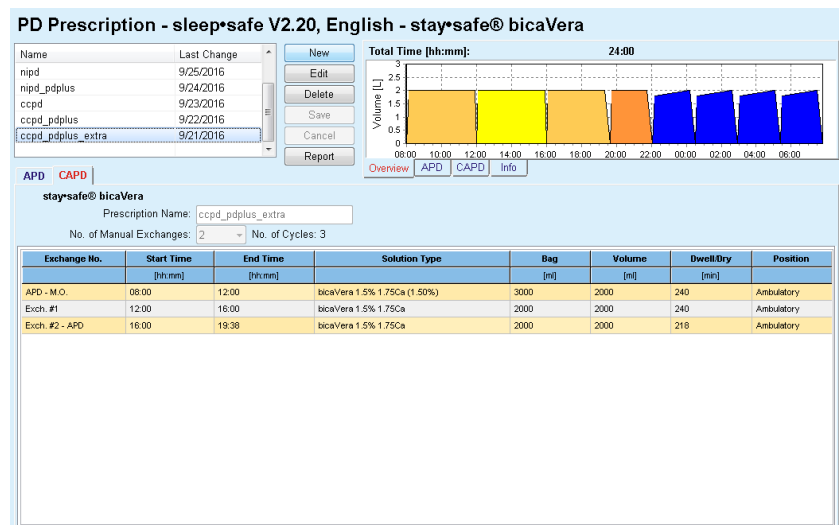 PD Prescription - sleep•safe V2.20, English - stay•safe® bicaVera
Name Last Change
nipd 9/25/2016
nipd_pdplus 9/24/2016
ccpd 9/23/2016
ccpd_pdplus 9/22/2016
ccpd_pdplus_extra 9/21/2016
New
Edit
Delete
Save
Cancel
Report
Total Time [hh:mm]: 24:00
Volume [L]
3
2.5
2
1.5
1
0.5
0
08:00 10:00 12:00 14:00 16:00 18:00 20:00 22:00 00:00 02:00 04:00 06:00
Overview APD CAPD Info
APD CAPD
stay•safe® bicaVera
Prescription Name: ccpd_pdplus_extra
No. of Manual Exchanges: 2 No. of Cycles: 3
Exchange No. Start Time End Time Solution Type Bag Volume Dwell/Dry Position
[hh:mm] [hh:mm] [ml] [ml] [min]
APD - M.O. 08:00 12:00 bicaVera 1.5% 1.75Ca (1.50%) 3000 2000 240 Ambulatory
Exch. #1 12:00 16:00 bicaVera 1.5% 1.75Ca 2000 2000 240 Ambulatory
Exch. #2 - APD 16:00 19:38 bicaVera 1.5% 1.75Ca 2000 2000 218 Ambulatory